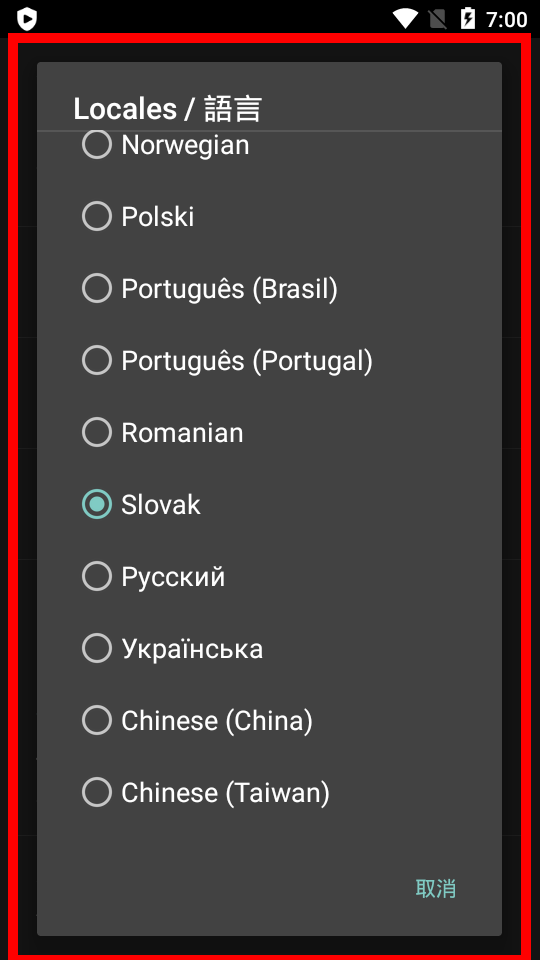 7:00
Locales / 語言
Norwegian
Polski
Português (Brasil)
Português (Portugal)
Romanian
Slovak
Русский
Українська
Chinese (China)
Chinese (Taiwan)
取消